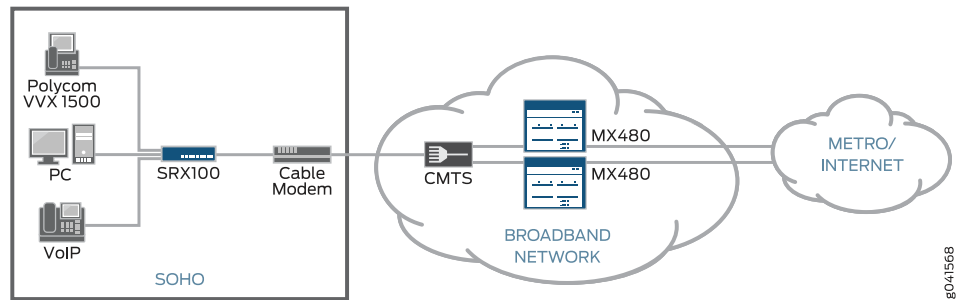 Polycom
VVX 1500
PC
VoIP
SRX100
Cable
Modem
SOHO
CMTS
MX480
MX480
BROADBAND
NETWORK
METRO/
INTERNET
g041568